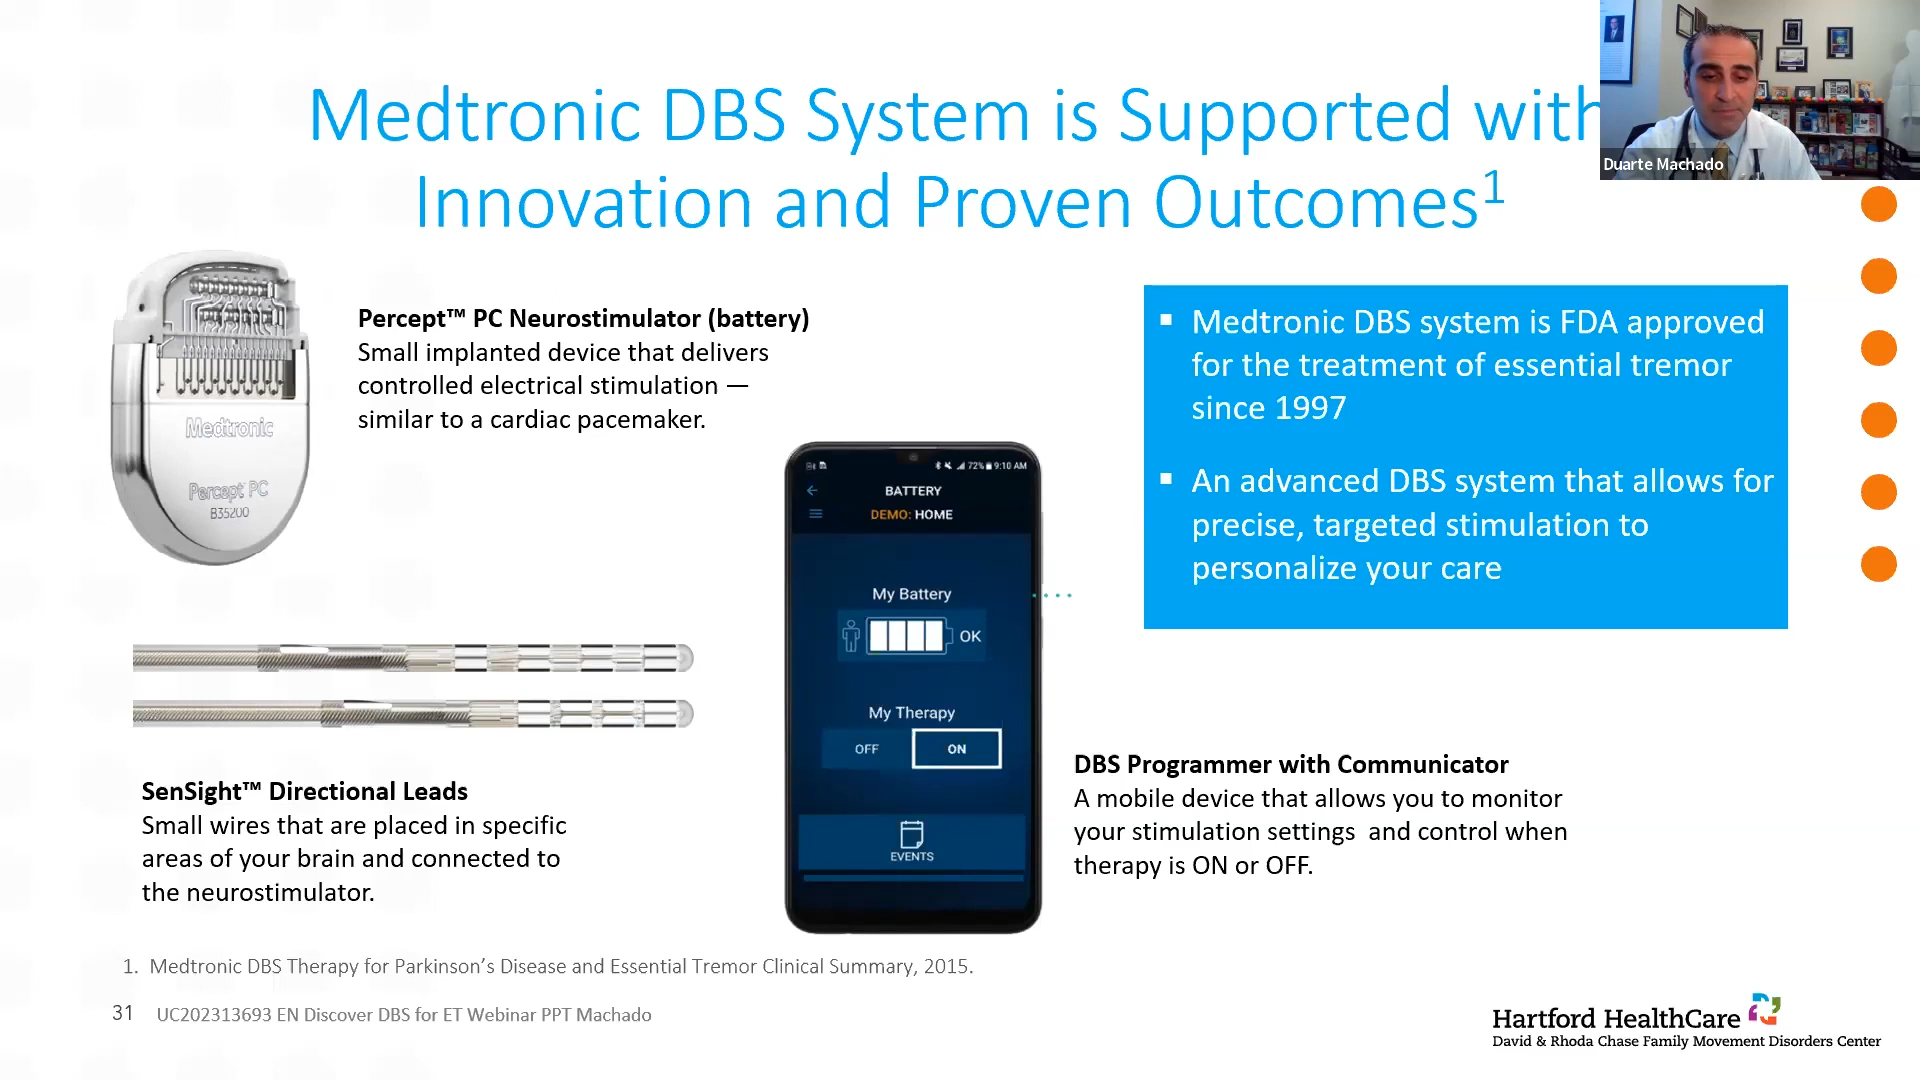 Medtronic DBS System is Supported with
Innovation and Proven Outcomes1
Duarte Machado
Percept™ PC Neurostimulator (battery)
Small implanted device that delivers
controlled electrical stimulation —
similar to a cardiac pacemaker.
Medtronic
Percept PC
B35200
▪ Medtronic DBS system is FDA approved
for the treatment of essential tremor
since 1997
▪ An advanced DBS system that allows for
precise, targeted stimulation to
personalize your care
72% 9:10 AM
BATTERY
DEMO: HOME
My Battery
OK
My Therapy
OFF ON
EVENTS
SenSight™ Directional Leads
Small wires that are placed in specific
areas of your brain and connected to
the neurostimulator.
DBS Programmer with Communicator
A mobile device that allows you to monitor
your stimulation settings and control when
therapy is ON or OFF.
1. Medtronic DBS Therapy for Parkinson’s Disease and Essential Tremor Clinical Summary, 2015.
31 UC202313693 EN Discover DBS for ET Webinar PPT Machado
Hartford HealthCare
David & Rhoda Chase Family Movement Disorders Center